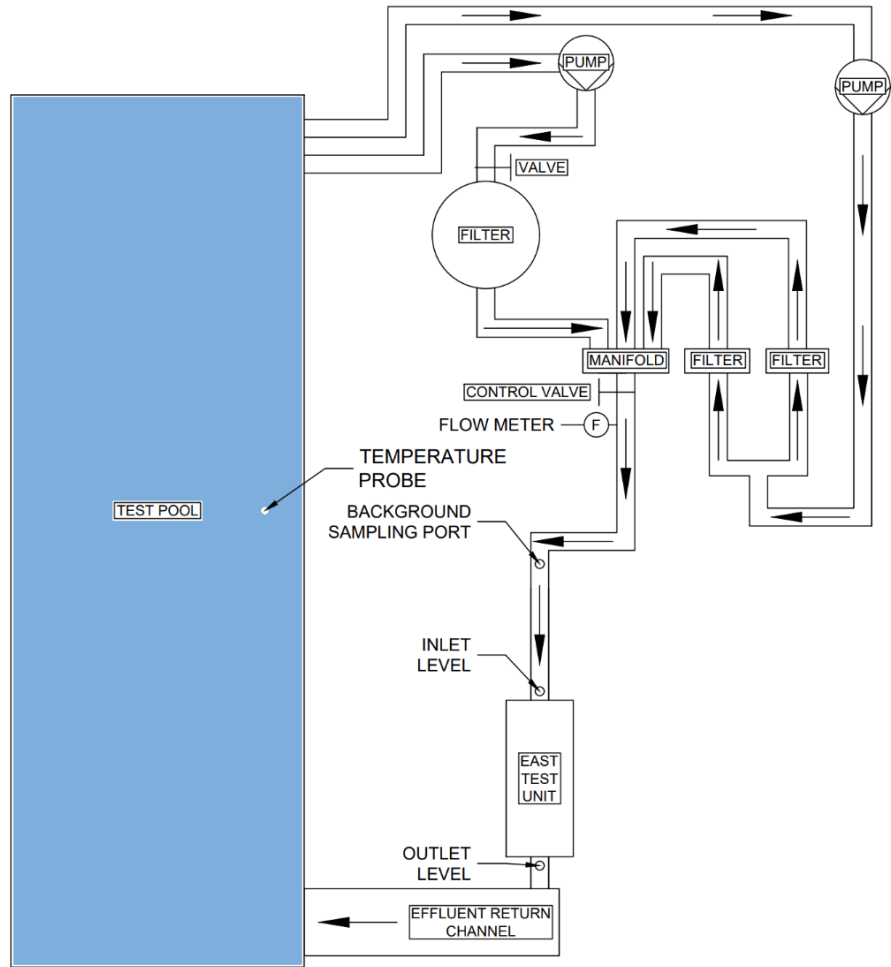 PUMP
PUMP
VALVE
FILTER
MANIFOLD
FILTER
FILTER
CONTROL VALVE
FLOW METER
F
TEMPERATURE
PROBE
TEST POOL
BACKGROUND
SAMPLING PORT
INLET
LEVEL
EAST
TEST
UNIT
OUTLET
LEVEL
EFFLUENT RETURN
CHANNEL